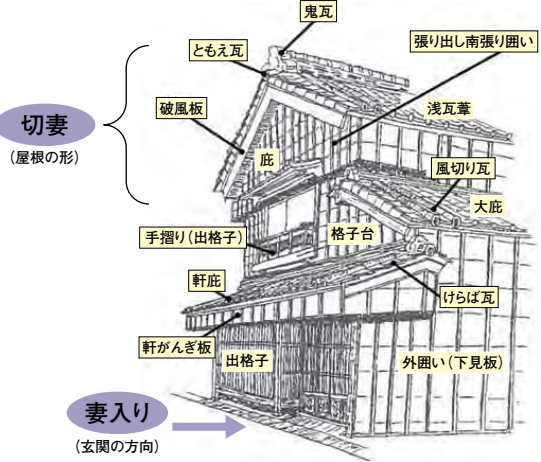 鬼瓦
ともえ瓦
張り出し南張り囲い
切妻
(屋根の形)
破風板
浅瓦葺
庇
風切り瓦
大庇
手摺り(出格子)
格子台
軒庇
けらば瓦
軒がんぎ板
出格子
外囲い(下見板)
妻入り
(玄関の方向)